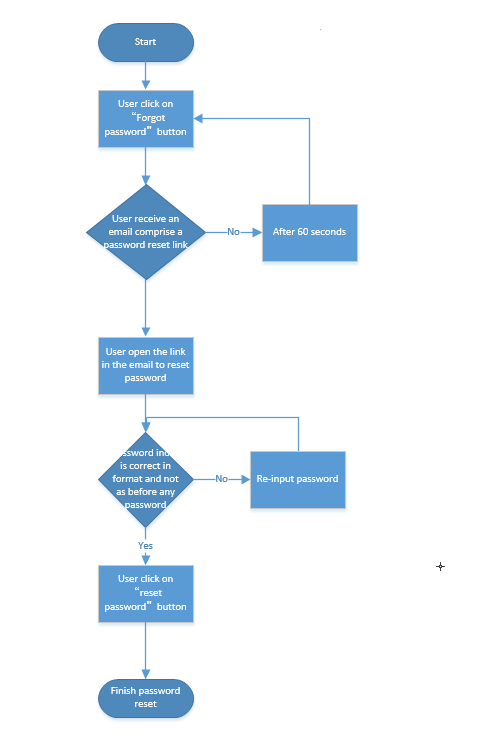 Start
User click on
“Forgot
password” button
User receive an
email comprise a
password reset link
No
After 60 seconds
User open the link
in the email to reset
password
is correct in
format and not
as before any
password
No
Re-input password
Yes
User click on
“reset
password” button
Finish password
reset